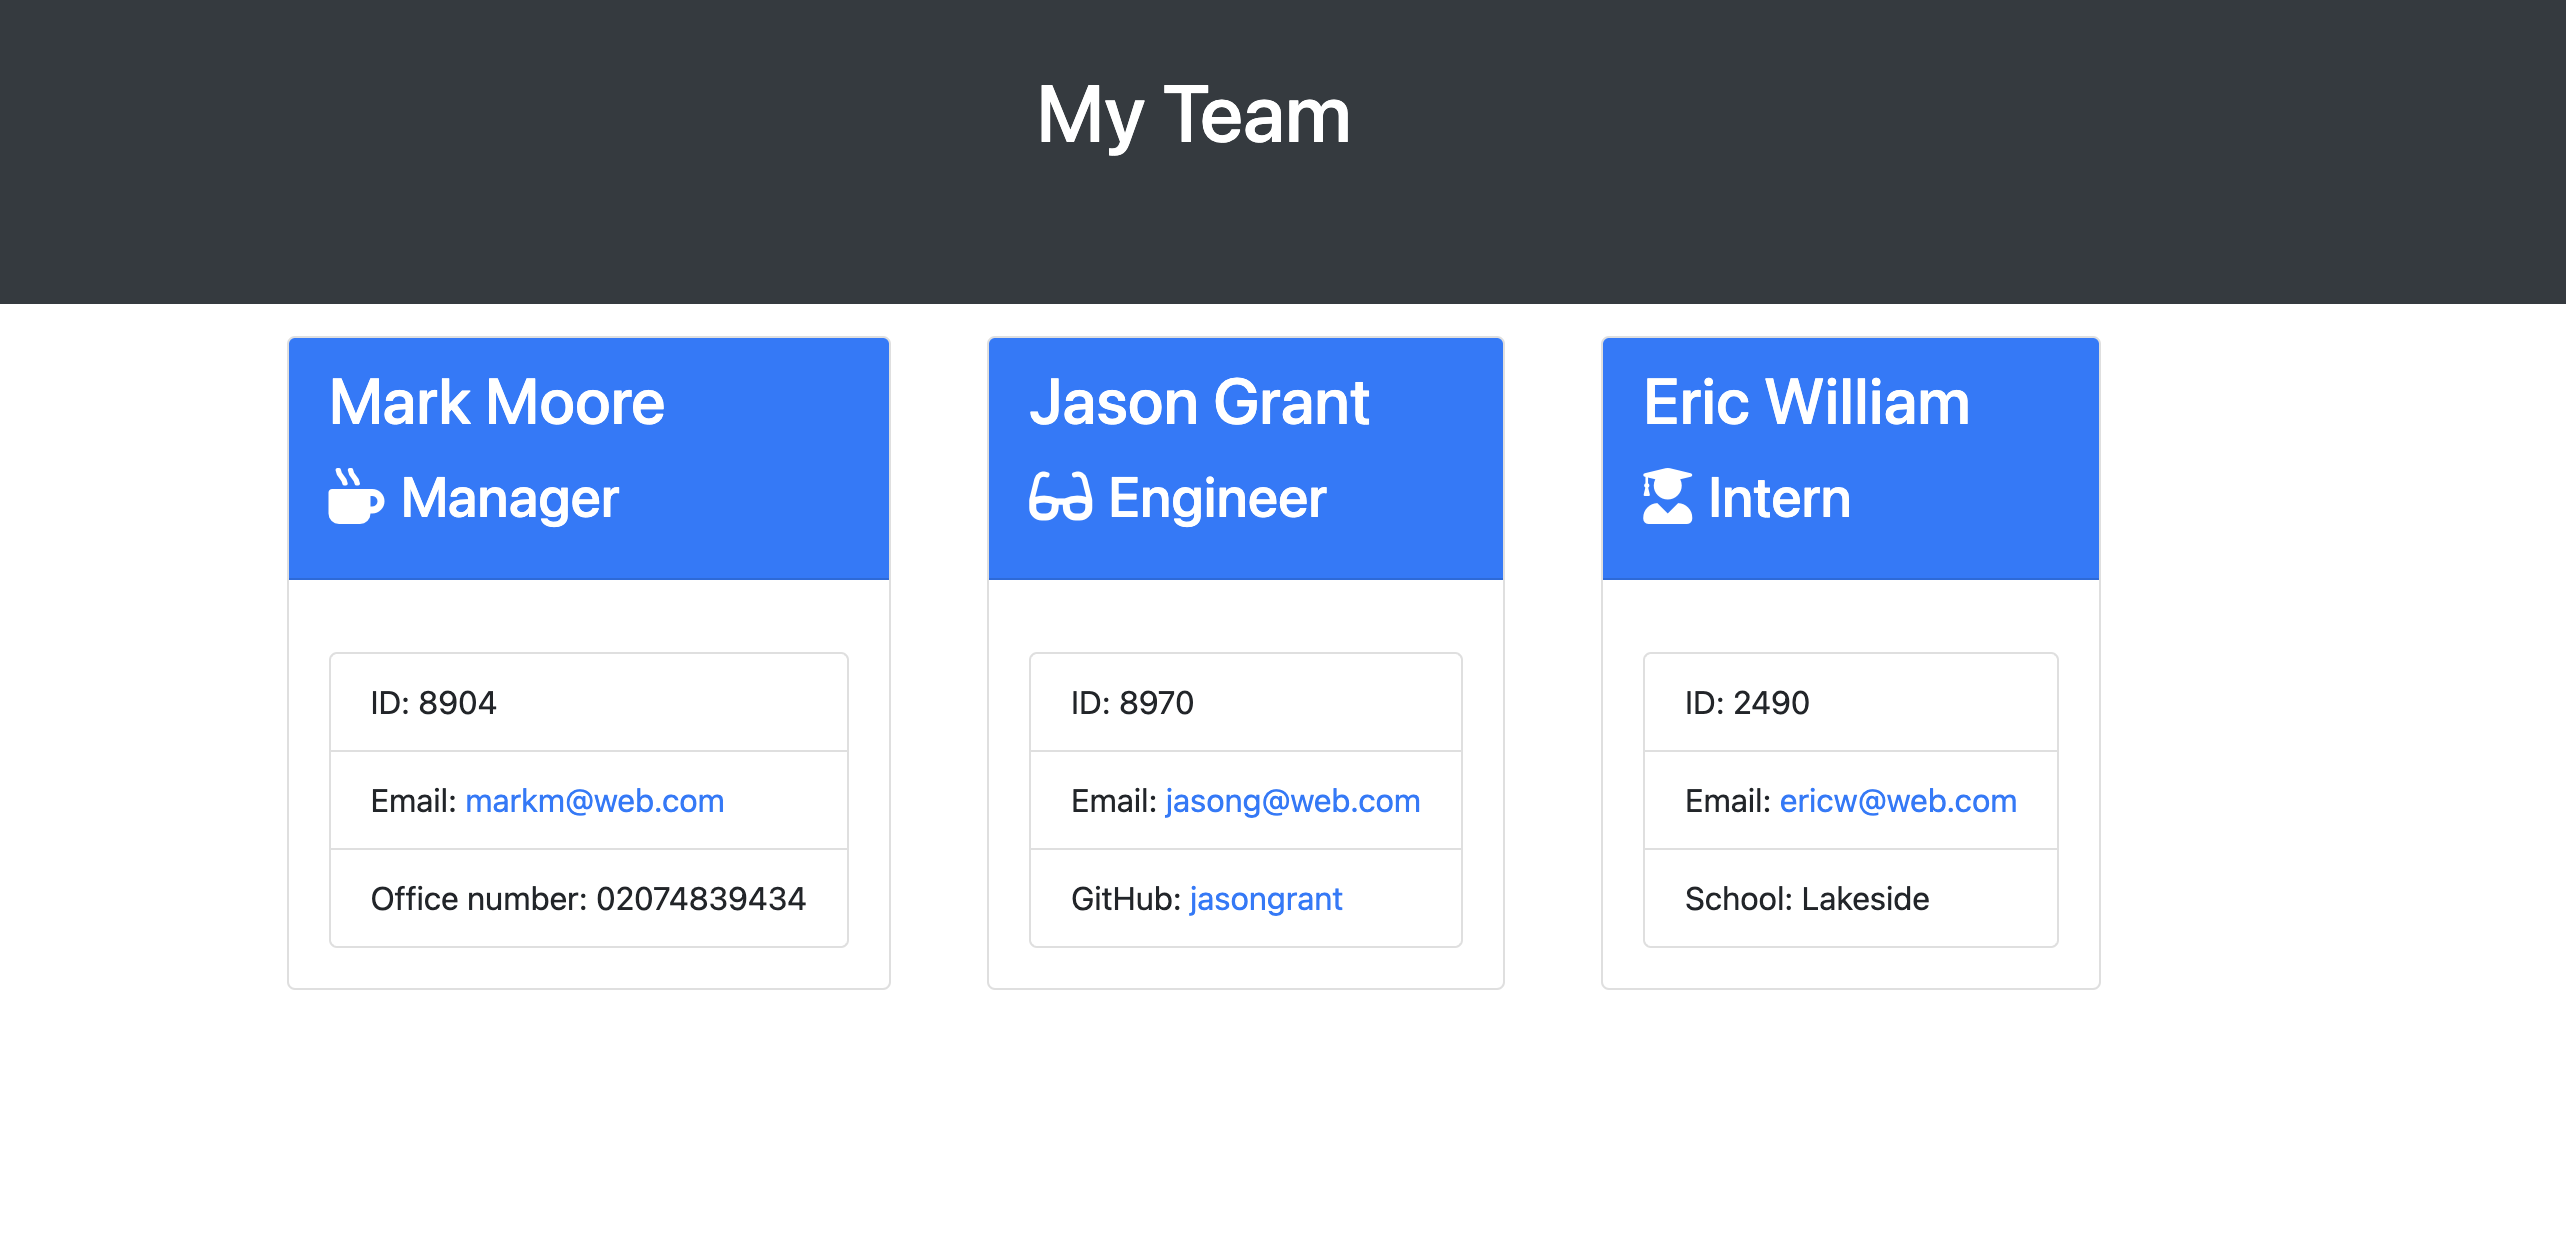 My Team
Mark Moore
Manager
ID: 8904
Email: markm@web.com
Office number: 02074839434
Jason Grant
Engineer
ID: 8970
Email: jasong@web.com
GitHub: jasongrant
Eric William
Intern
ID: 2490
Email: ericw@web.com
School: Lakeside